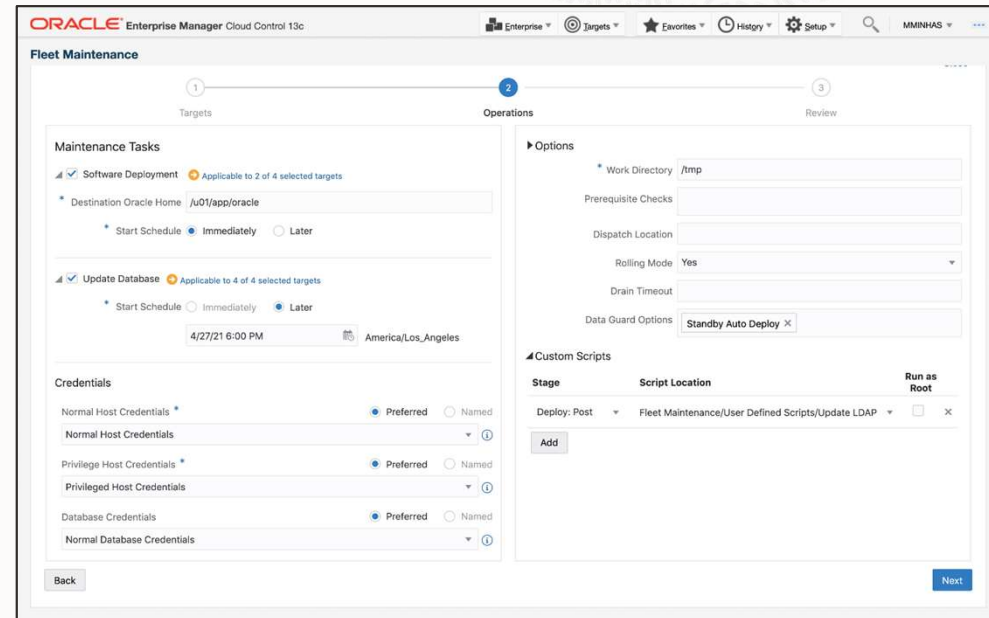 ORACLE Enterprise Manager Cloud Control 13c
Enterprise Targets Favorites History Setup MMINHAS
Fleet Maintenance
1 2 3
Targets Operations Review
Maintenance Tasks
Software Deployment Applicable to 2 of 4 selected targets
* Destination Oracle Home /u01/app/oracle
* Start Schedule Immediately Later
Update Database Applicable to 4 of 4 selected targets
* Start Schedule Immediately Later
4/27/21 6:00 PM America/Los_Angeles
Credentials
Normal Host Credentials * Preferred Named
Normal Host Credentials
Privilege Host Credentials * Preferred Named
Privileged Host Credentials
Database Credentials Preferred Named
Normal Database Credentials
Options
* Work Directory /tmp
Prerequisite Checks
Dispatch Location
Rolling Mode Yes
Drain Timeout
Data Guard Options Standby Auto Deploy ×
Custom Scripts
Stage Script Location Run as Root
Deploy: Post Fleet Maintenance/User Defined Scripts/Update LDAP ×
Add
Back Next